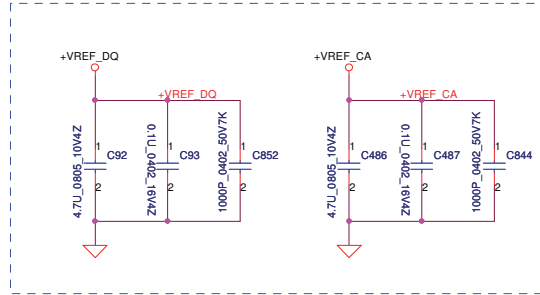 +VREF_DQ
+VREF_DQ
4.7U_0805_10V4Z
1
C92
2
0.1U_0402_16V4Z
1
C93
2
1000P_0402_50V7K
1
C852
2
+VREF_CA
+VREF_CA
4.7U_0805_10V4Z
1
C486
2
0.1U_0402_16V4Z
1
C487
2
1000P_0402_50V7K
1
C844
2